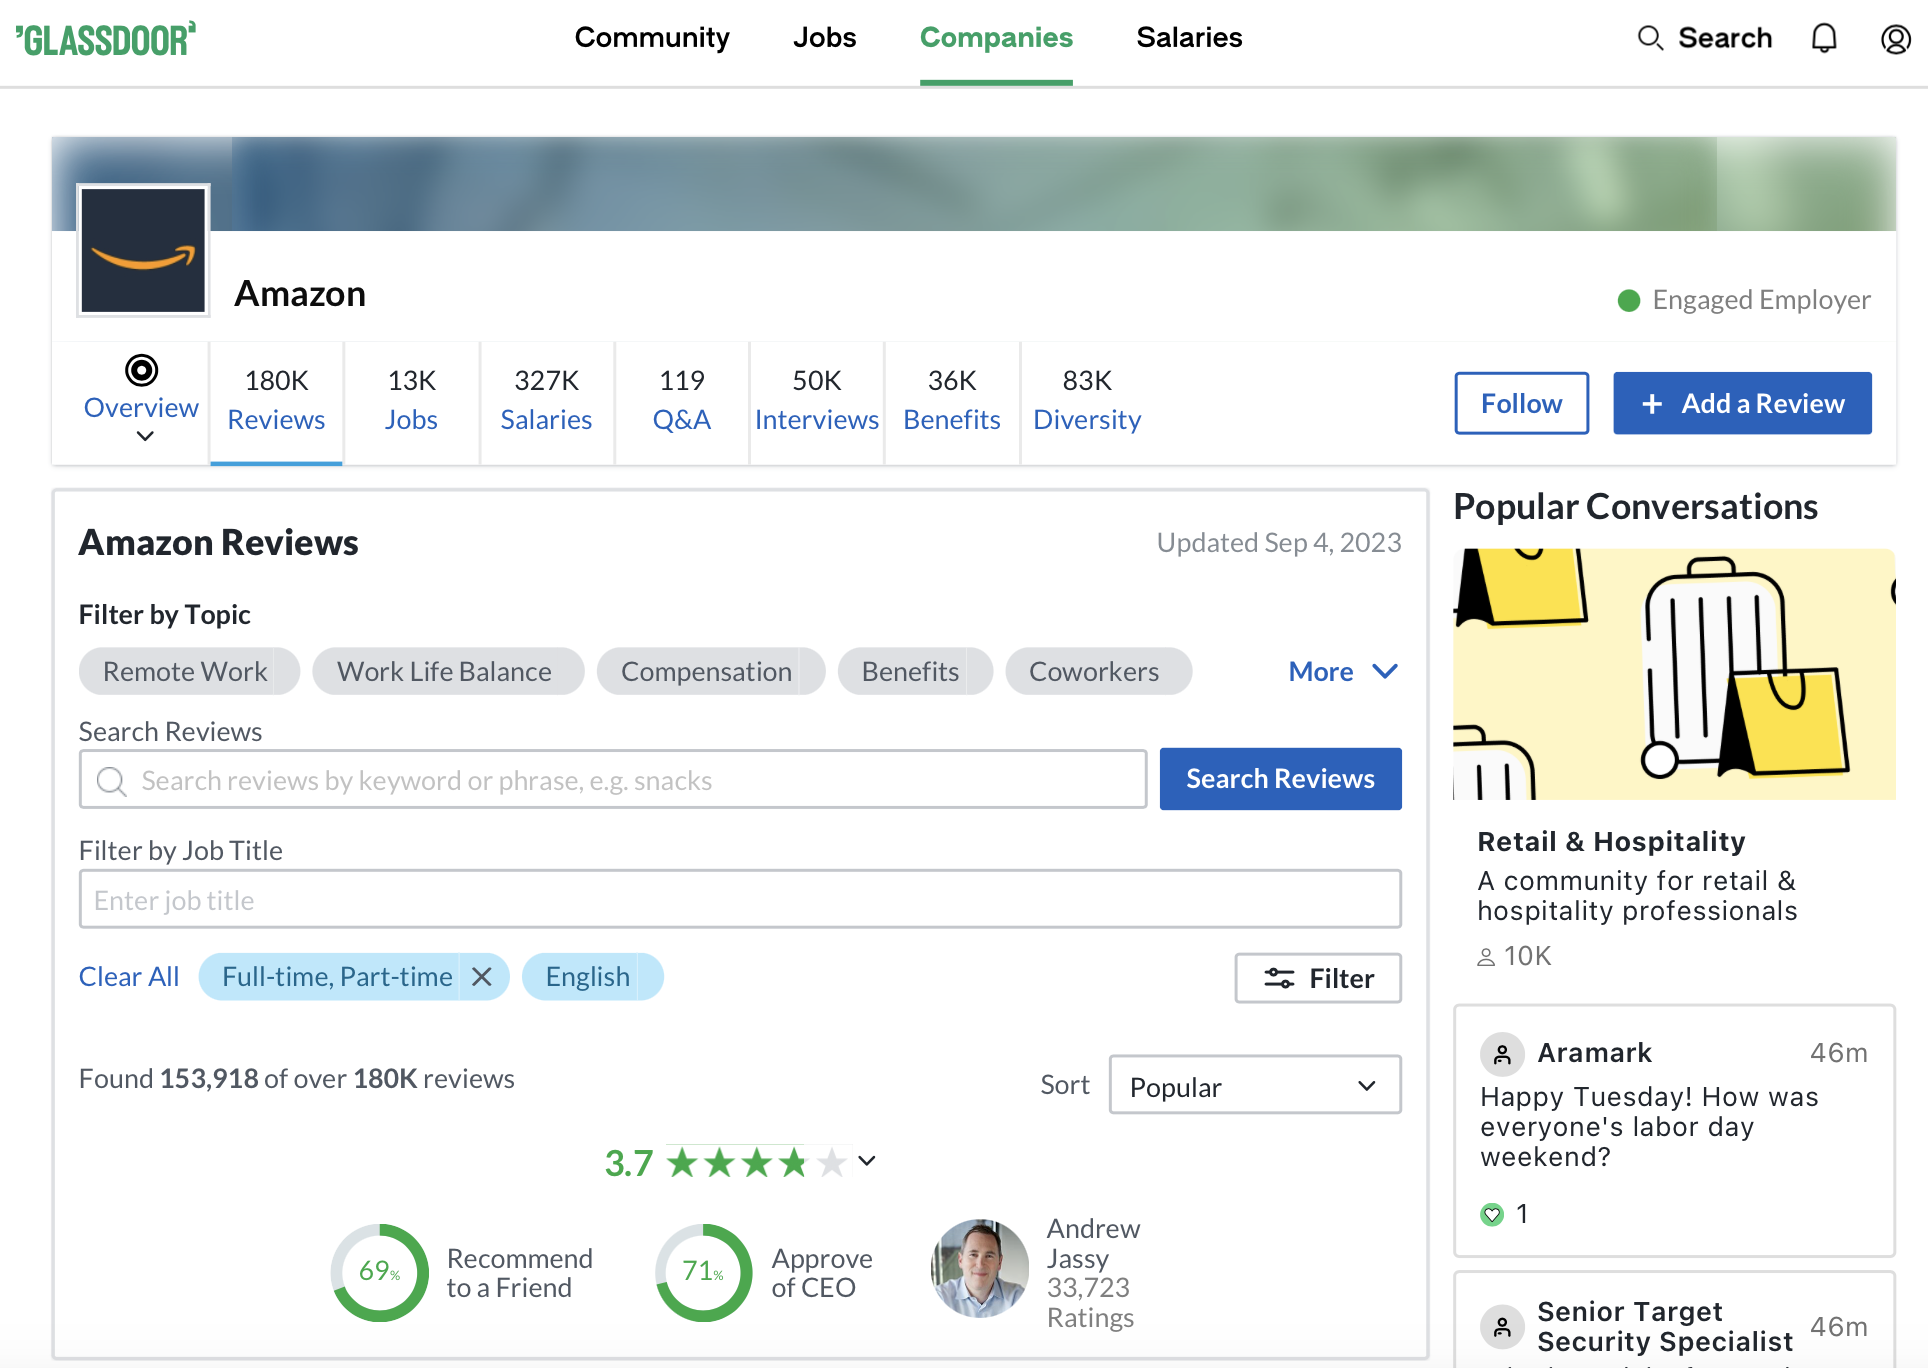 GLASSDOOR
Community
Jobs
Companies
Salaries
Search
Amazon
Engaged Employer
Overview
180K
Reviews
13K
Jobs
327K
Salaries
119
Q&A
50K
Interviews
36K
Benefits
83K
Diversity
Follow
+ Add a Review
Amazon Reviews
Updated Sep 4, 2023
Filter by Topic
Remote Work
Work Life Balance
Compensation
Benefits
Coworkers
More
Search Reviews
Search reviews by keyword or phrase, e.g. snacks
Search Reviews
Filter by Job Title
Enter job title
Clear All
Full-time, Part-time
English
Filter
Found 153,918 of over 180K reviews
Sort
Popular
3.7
69%
Recommend
to a Friend
71%
Approve
of CEO
Andrew
Jassy
33,723
Ratings
Popular Conversations
Retail & Hospitality
A community for retail &
hospitality professionals
10K
Aramark
46m
Happy Tuesday! How was
everyone's labor day
weekend?
1
Senior Target
Security Specialist
46m